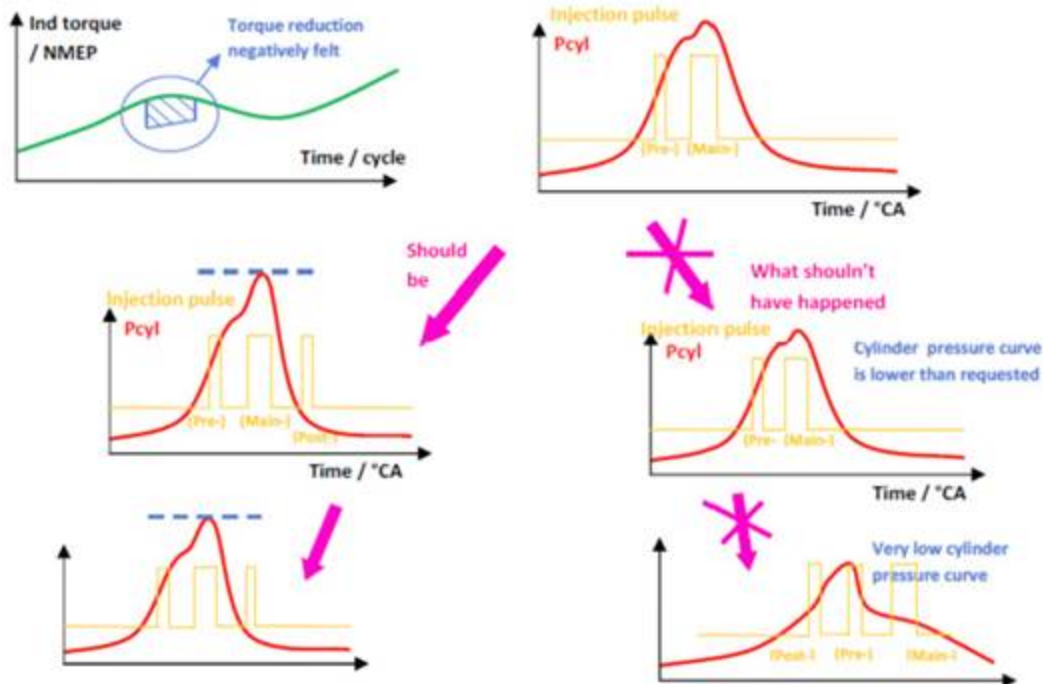 Ind torque
/ NMEP
Torque reduction
negatively felt
Time / cycle
Injection pulse
Pcyl
(Pre-) (Main-)
Time / °CA
Should
be
What shouln't
have happened
Injection pulse
Pcyl
(Pre-) (Main-)
(Post-)
Time / °CA
Injection pulse
Pcyl
Cylinder pressure curve
is lower than requested
(Pre- (Main-)
Time / °CA
Very low cylinder
pressure curve
(Post-) (Pre-) (Main-)